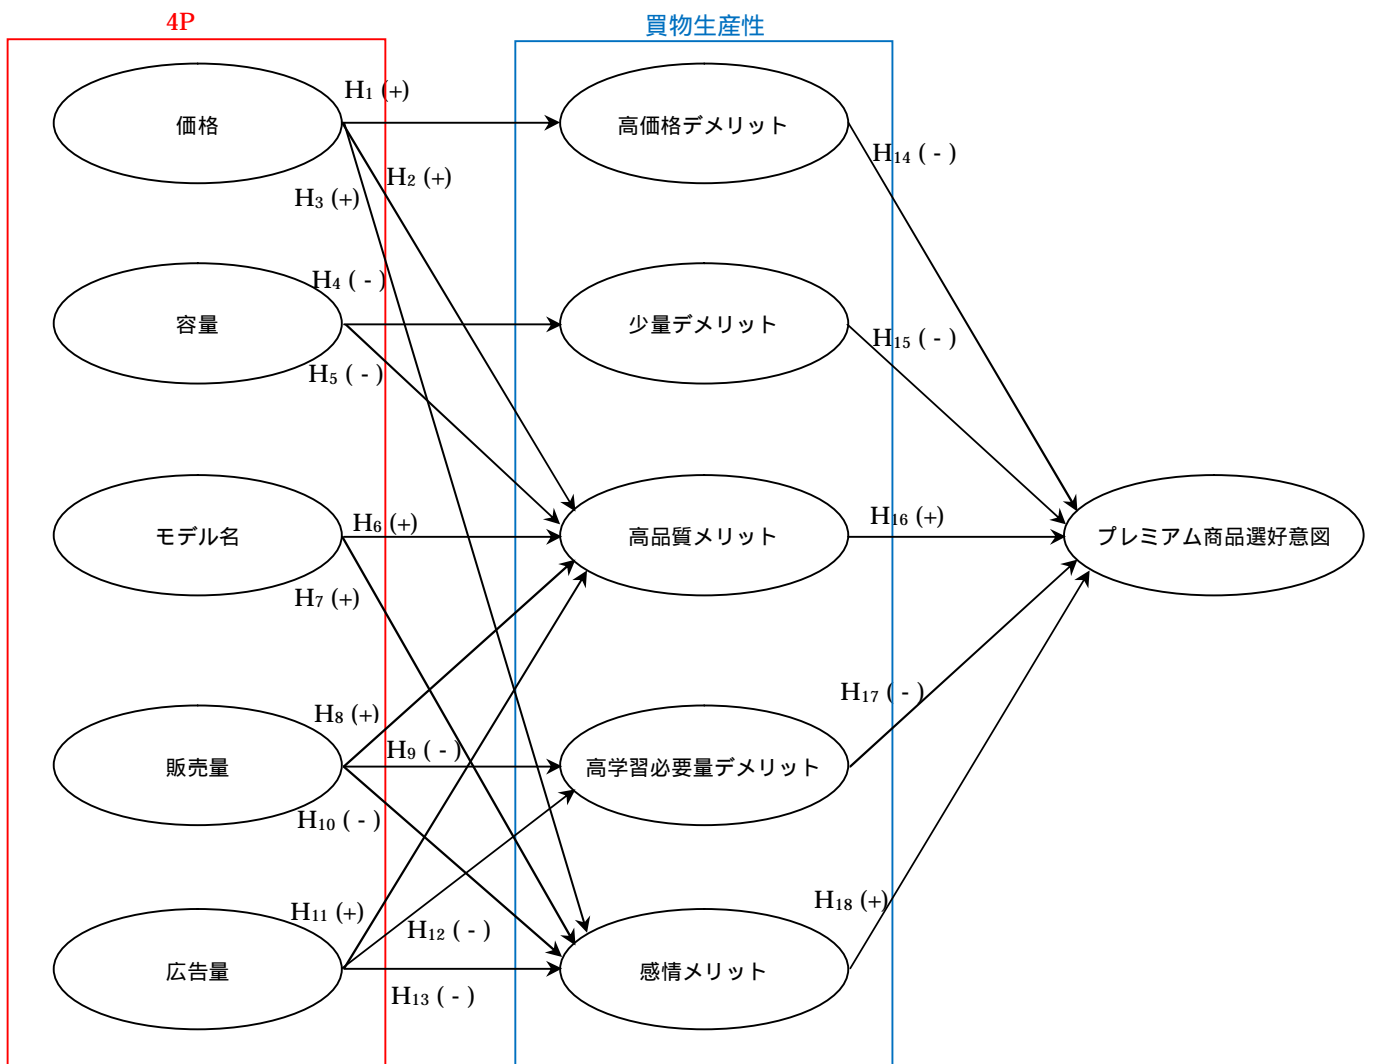 4P
買物生産性
H1 (+)
価格
高価格デメリット
H14 ( - )
H2 (+)
H3 (+)
H4 ( - )
容量
少量デメリット
H15 ( - )
H5 ( - )
H6 (+)
H16 (+)
モデル名
高品質メリット
プレミアム商品選好意図
H7 (+)
H17 ( - )
H8 (+)
H9 ( - )
販売量
高学習必要量デメリット
H10 ( - )
H18 (+)
H11 (+)
H12 ( - )
広告量
感情メリット
H13 ( - )